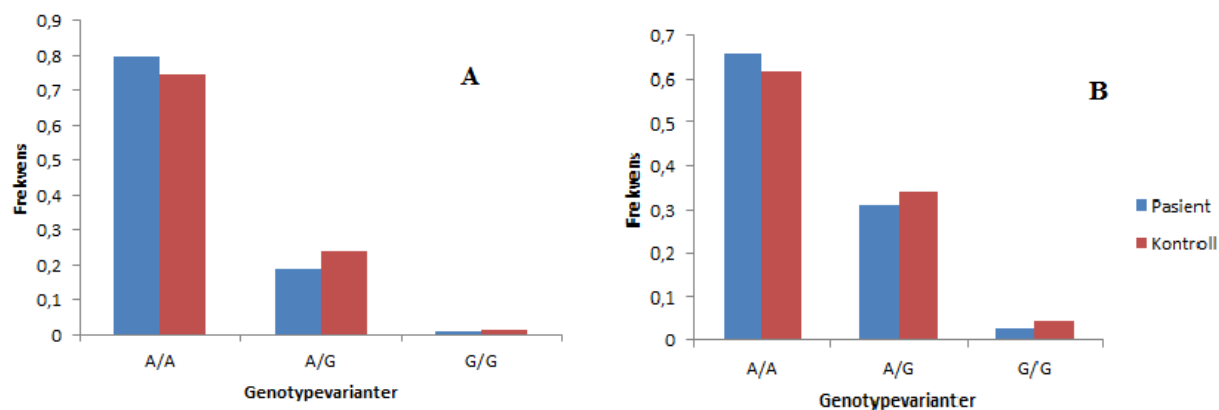 0,9
0,8
0,7
0,6
0,5
0,4
0,3
0,2
0,1
0
Frekvens
A
A/A A/G G/G
Genotypevarianter
0,7
0,6
0,5
0,4
0,3
0,2
0,1
0
Frekvens
B
A/A A/G G/G
Genotypevarianter
Pasient
Kontroll